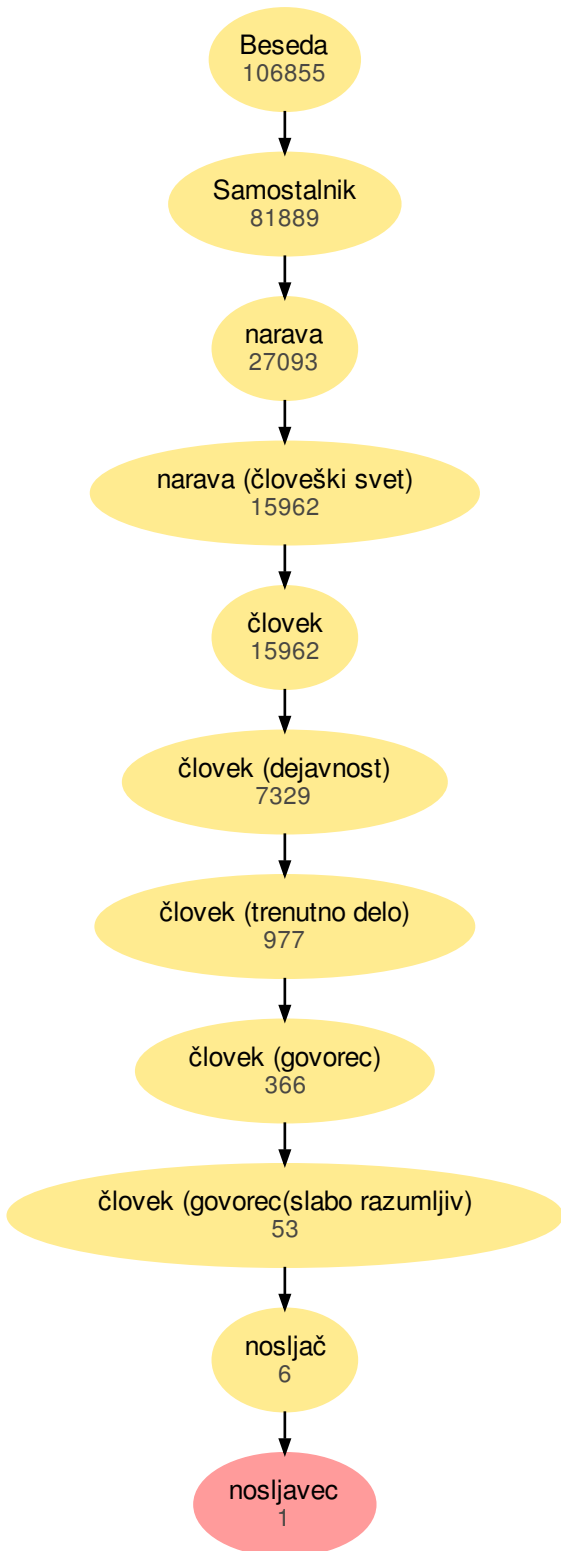 Beseda
106855
Samostalnik
81889
narava
27093
narava (človeški svet)
15962
človek
15962
človek (dejavnost)
7329
človek (trenutno delo)
977
človek (govorec)
366
človek (govorec(slabo razumljiv)
53
nosljač
6
nosljavec
1